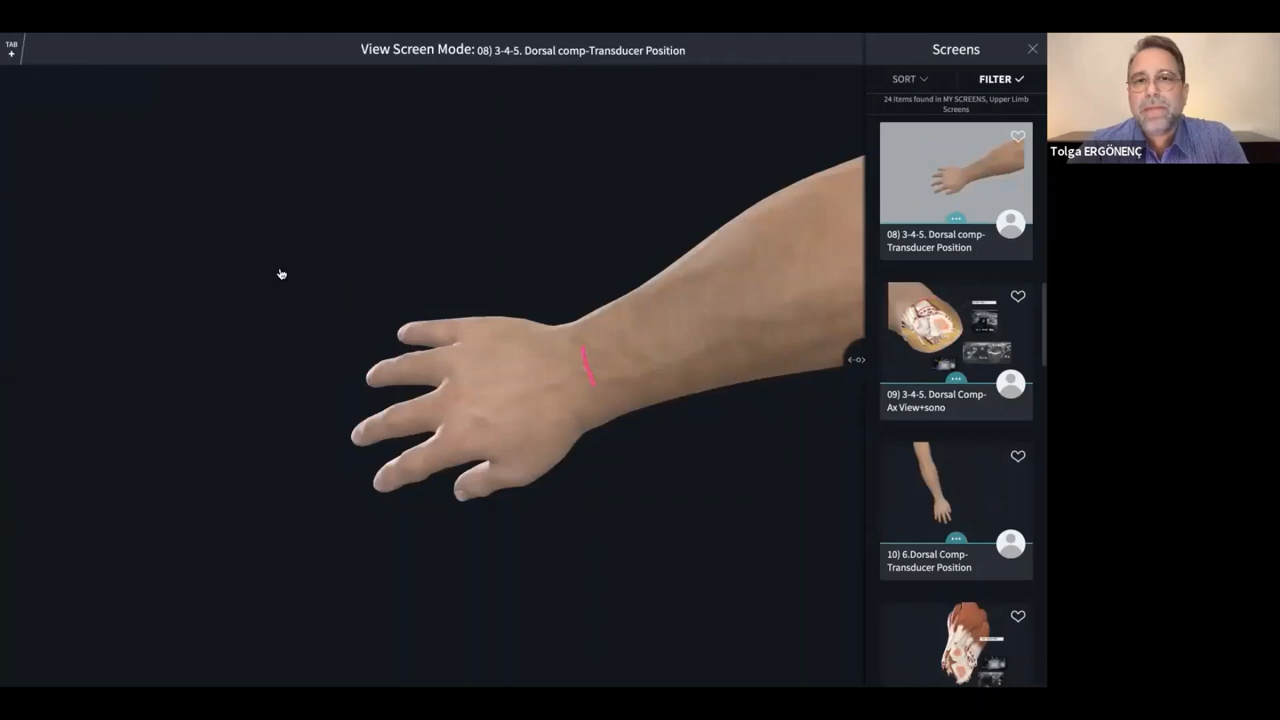 TAB
+
View Screen Mode: 08) 3-4-5. Dorsal comp-Transducer Position
Screens
SORT
FILTER
24 items found in MY SCREENS, Upper Limb
Screens
08) 3-4-5. Dorsal comp-
Transducer Position
09) 3-4-5. Dorsal Comp-
Ax View+sono
10) 6.Dorsal Comp-
Transducer Position
Tolga ERGÖNENÇ